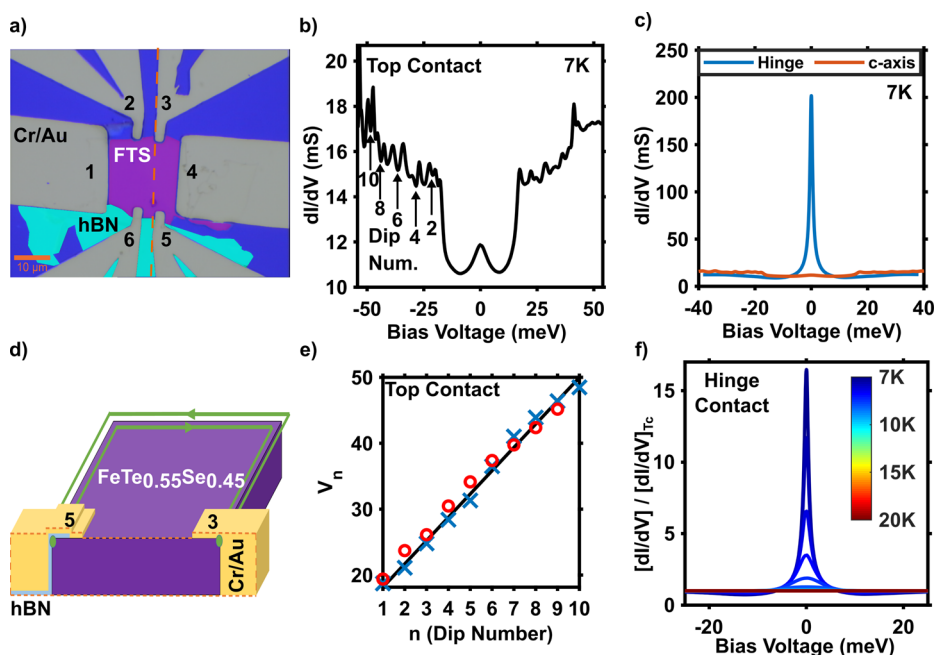 a)
2
3
Cr/Au
FTS
1
4
hBN
6
5
10 μm
b)
dI/dV (mS)
20
18
16
14
12
10
Top Contact
7K
10
8
6
4
2
Dip
Num.
-50
-25
0
25
50
Bias Voltage (meV)
c)
dI/dV (mS)
250
200
150
100
50
0
Hinge
c-axis
7K
-40
-20
0
20
40
Bias Voltage (meV)
d)
FeTe0.55Se0.45
5
3
Cr/Au
hBN
e)
Vn
50
40
30
20
Top Contact
1 2 3 4 5 6 7 8 9 10
n (Dip Number)
f)
[dI/dV] / [dI/dV]Tc
15
10
5
0
Hinge
Contact
7K
10K
15K
20K
-20
0
20
Bias Voltage (meV)